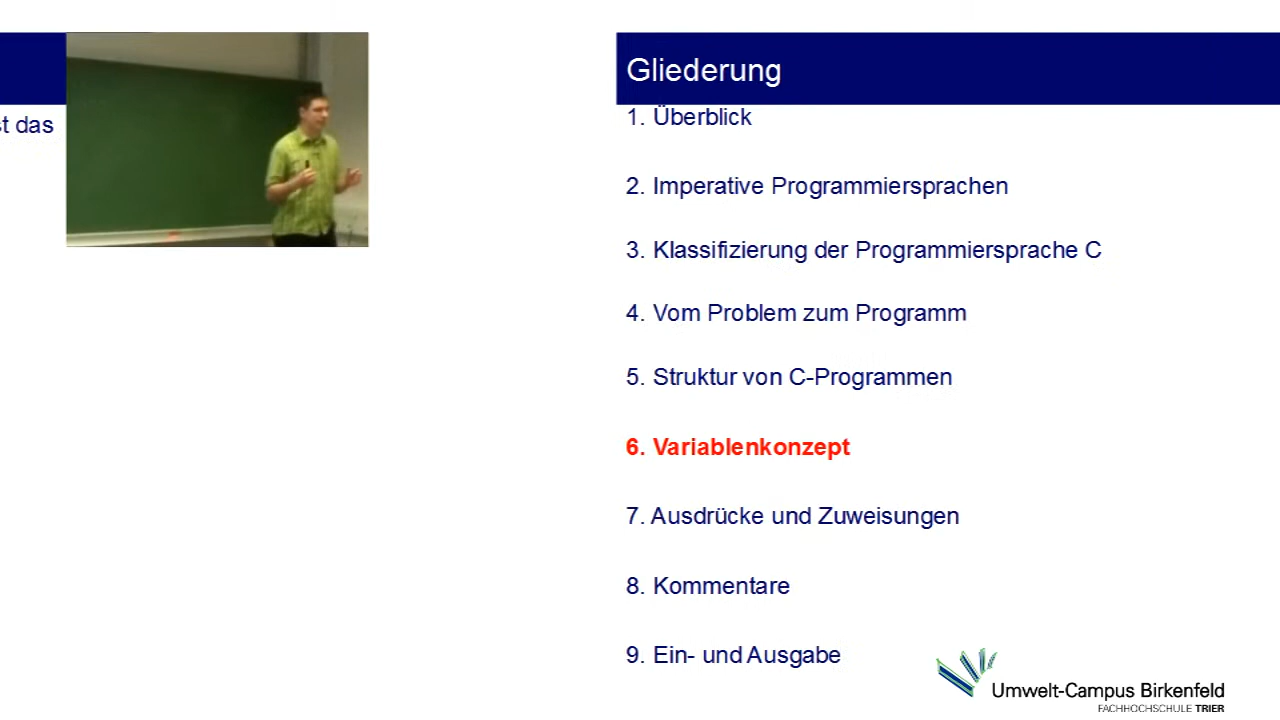 st das
Gliederung
1. Überblick
2. Imperative Programmiersprachen
3. Klassifizierung der Programmiersprache C
4. Vom Problem zum Programm
5. Struktur von C-Programmen
6. Variablenkonzept
7. Ausdrücke und Zuweisungen
8. Kommentare
9. Ein- und Ausgabe
Umwelt-Campus Birkenfeld
FACHHOCHSCHULE TRIER